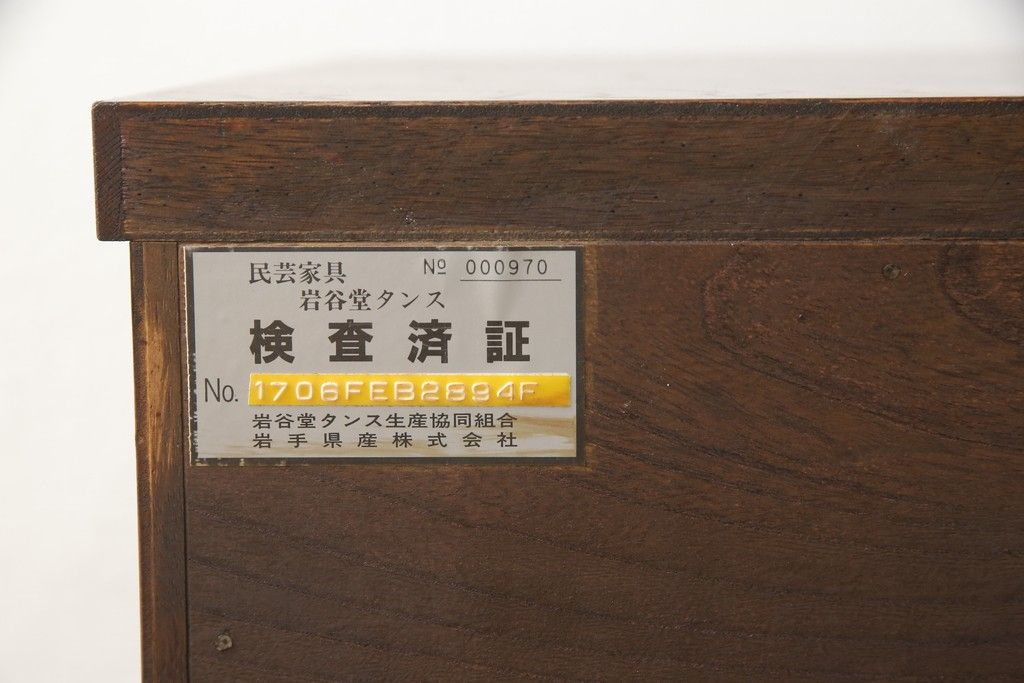 民芸家具 № 000970
岩谷堂タンス
検査済証
No. 1706FEB2894F
岩谷堂タンス生産協同組合
岩手県産株式会社